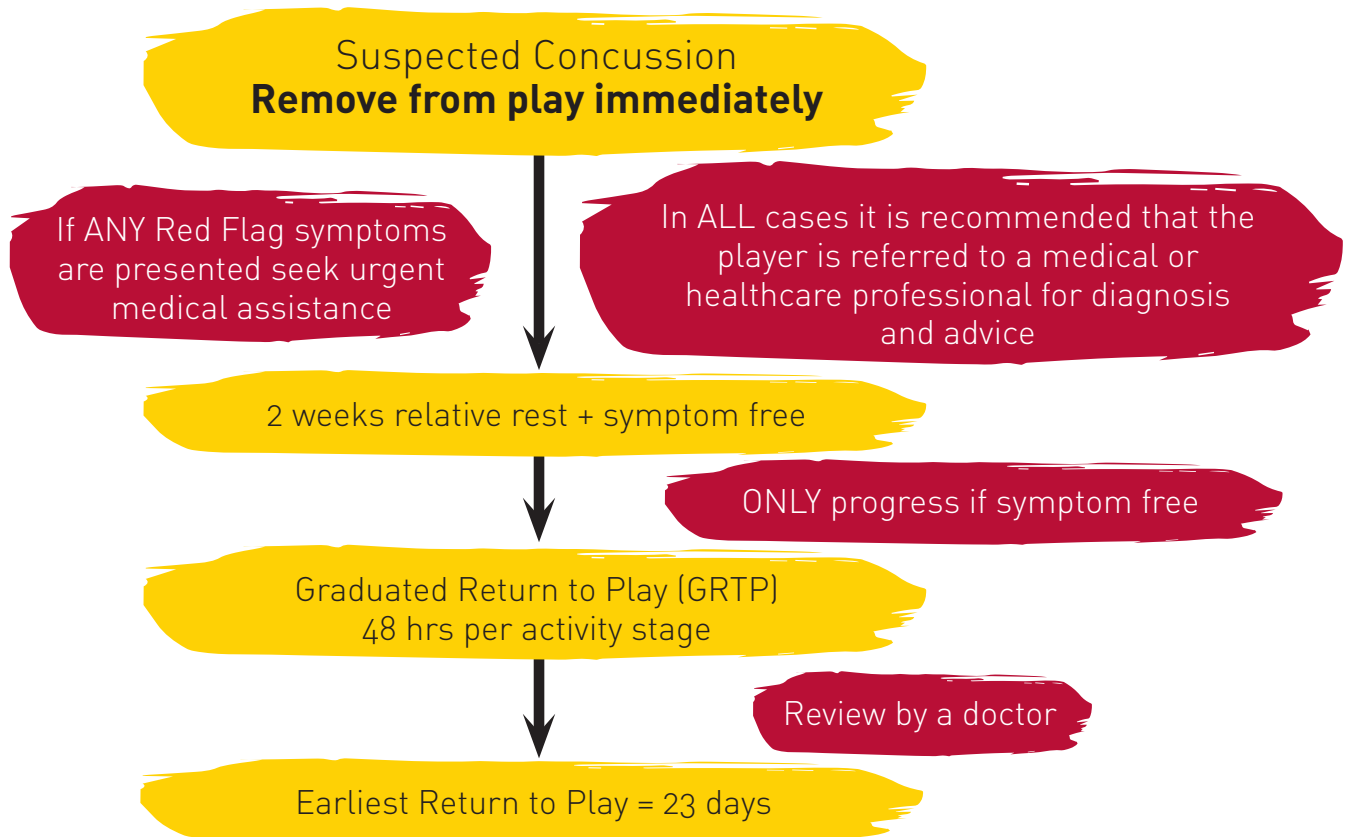 Suspected Concussion
Remove from play immediately
If ANY Red Flag symptoms
are presented seek urgent
medical assistance
In ALL cases it is recommended that the
player is referred to a medical or
healthcare professional for diagnosis
and advice
2 weeks relative rest + symptom free
ONLY progress if symptom free
Graduated Return to Play (GRTP)
48 hrs per activity stage
Review by a doctor
Earliest Return to Play = 23 days